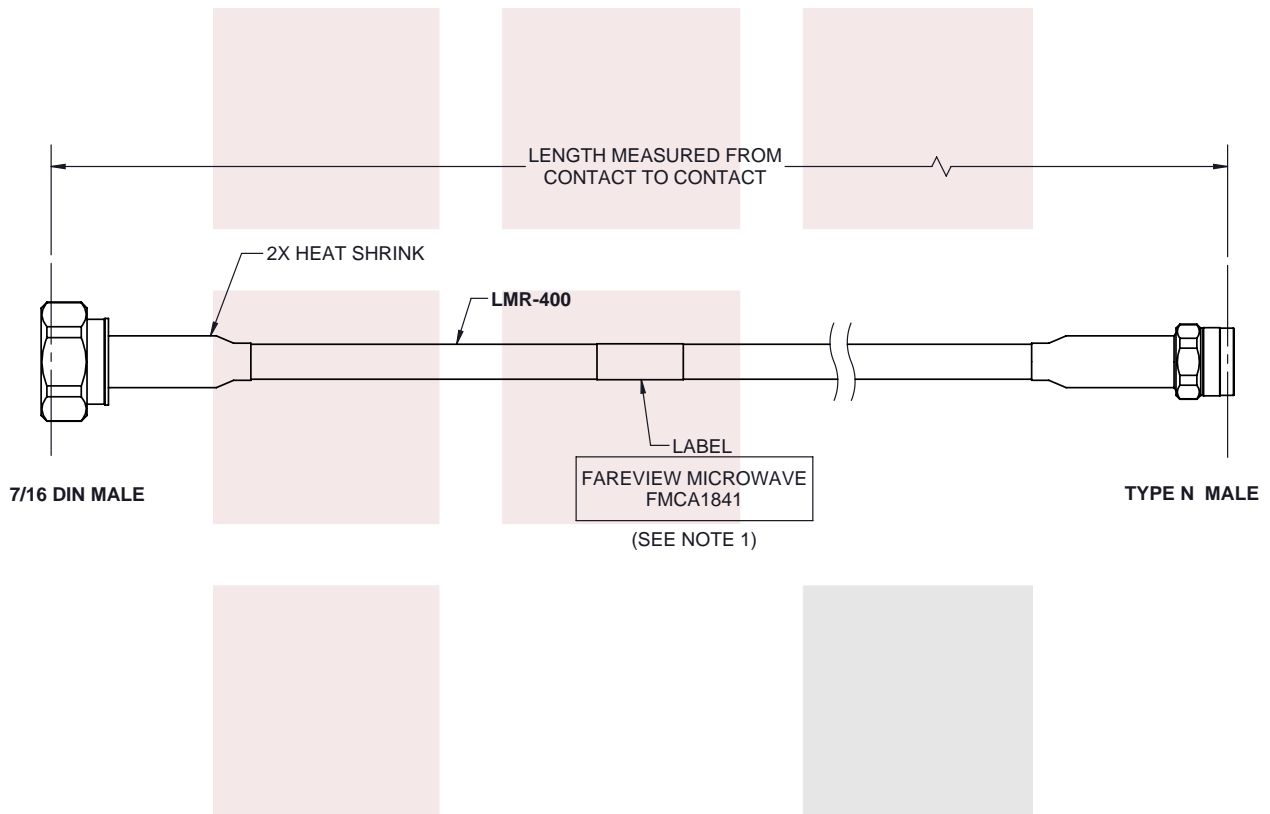 LENGTH MEASURED FROM
CONTACT TO CONTACT
2X HEAT SHRINK
LMR-400
LABEL
FAREVIEW MICROWAVE
FMCA1841
(SEE NOTE 1)
7/16 DIN MALE
TYPE N  MALE